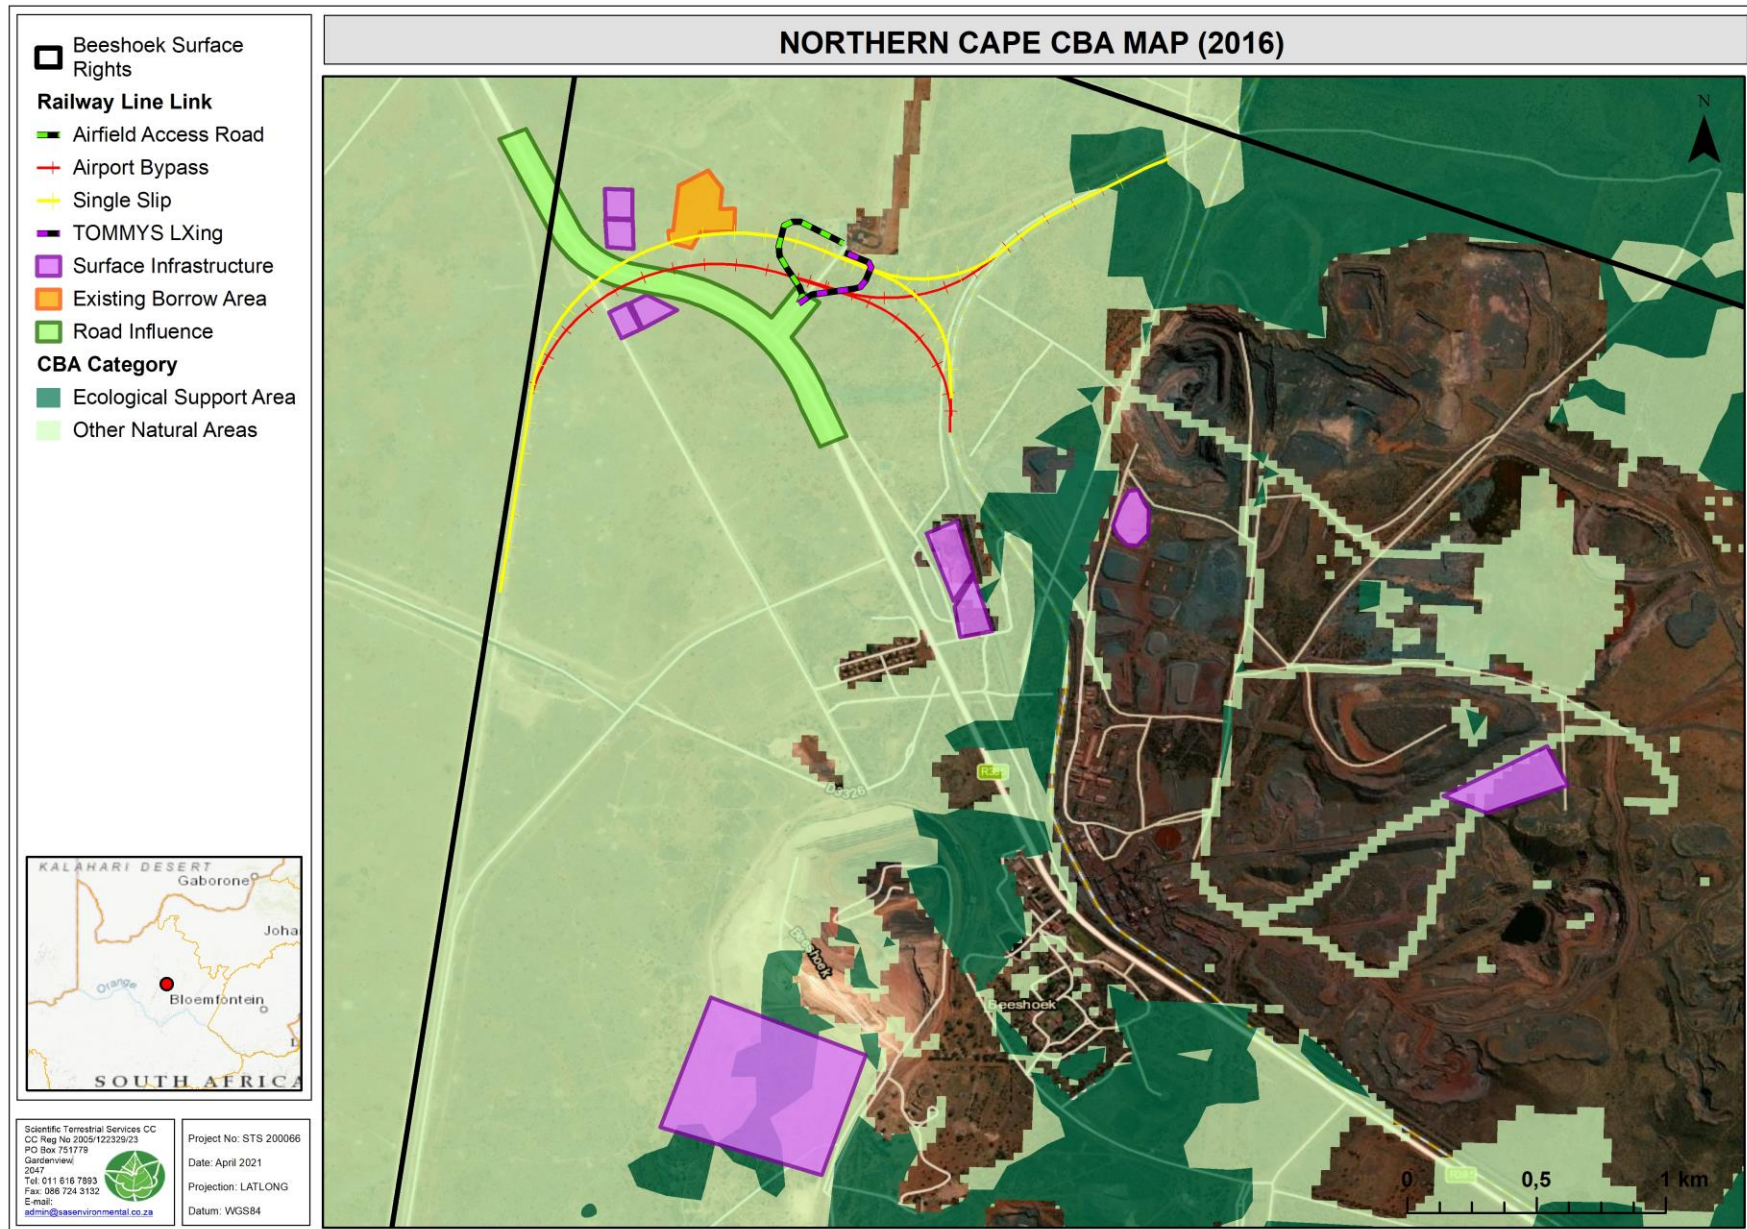 NORTHERN CAPE CBA MAP (2016)
Beeshoek Surface
Rights
Railway Line Link
Airfield Access Road
Airport Bypass
Single Slip
TOMMYS LXing
Surface Infrastructure
Existing Borrow Area
Road Influence
CBA Category
Ecological Support Area
Other Natural Areas
N
D3326
Beeshoek
Beeshoek
0 0,5 1 km
KALAHARI DESERT
Gaborone
Joha
Orange
Bloemfontein
L
SOUTH AFRICA
Scientific Terrestrial Services CC
CC Reg No 2005/122329/23
PO Box 751779
Gardenview
2047
Tel: 011 616 7893
Fax: 086 724 3132
E-mail:
admin@sasenvironmental.co.za
Project No: STS 200066
Date: April 2021
Projection: LATLONG
Datum: WGS84